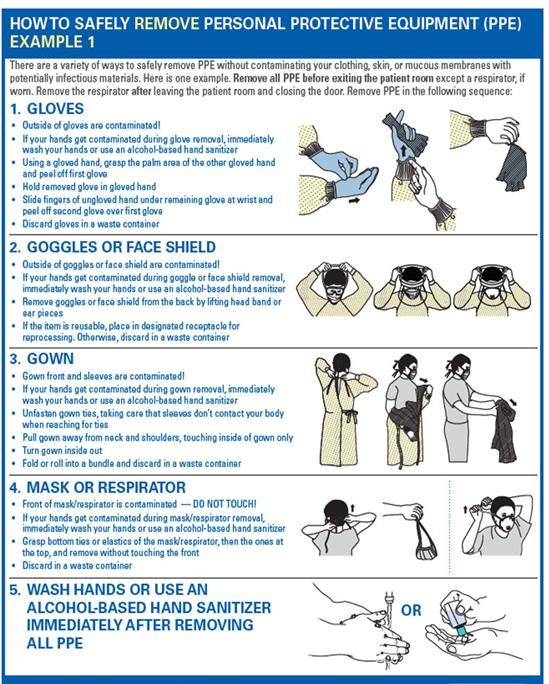 HOW TO SAFELY REMOVE PERSONAL PROTECTIVE EQUIPMENT (PPE)
EXAMPLE 1
There are a variety of ways to safely remove PPE without contaminating your clothing, skin, or mucous membranes with
potentially infectious materials. Here is one example. Remove all PPE before exiting the patient room except a respirator, if
worn. Remove the respirator after leaving the patient room and closing the door. Remove PPE in the following sequence:
1. GLOVES
• Outside of gloves are contaminated!
• If your hands get contaminated during glove removal, immediately
wash your hands or use an alcohol-based hand sanitizer
• Using a gloved hand, grasp the palm area of the other gloved hand
and peel off first glove
• Hold removed glove in gloved hand
• Slide fingers of ungloved hand under remaining glove at wrist and
peel off second glove over first glove
• Discard gloves in a waste container
2. GOGGLES OR FACE SHIELD
• Outside of goggles or face shield are contaminated!
• If your hands get contaminated during goggle or face shield removal,
immediately wash your hands or use an alcohol-based hand sanitizer
• Remove goggles or face shield from the back by lifting head band or
ear pieces
• If the item is reusable, place in designated receptacle for
reprocessing. Otherwise, discard in a waste container
3. GOWN
• Gown front and sleeves are contaminated!
• If your hands get contaminated during gown removal, immediately
wash your hands or use an alcohol-based hand sanitizer
• Unfasten gown ties, taking care that sleeves don't contact your body
when reaching for ties
• Pull gown away from neck and shoulders, touching inside of gown only
• Turn gown inside out
• Fold or roll into a bundle and discard in a waste container
4. MASK OR RESPIRATOR
• Front of mask/respirator is contaminated — DO NOT TOUCH!
• If your hands get contaminated during mask/respirator removal,
immediately wash your hands or use an alcohol-based hand sanitizer
• Grasp bottom ties or elastics of the mask/respirator, then the ones at
the top, and remove without touching the front
• Discard in a waste container
5. WASH HANDS OR USE AN
ALCOHOL-BASED HAND SANITIZER
IMMEDIATELY AFTER REMOVING
ALL PPE
OR